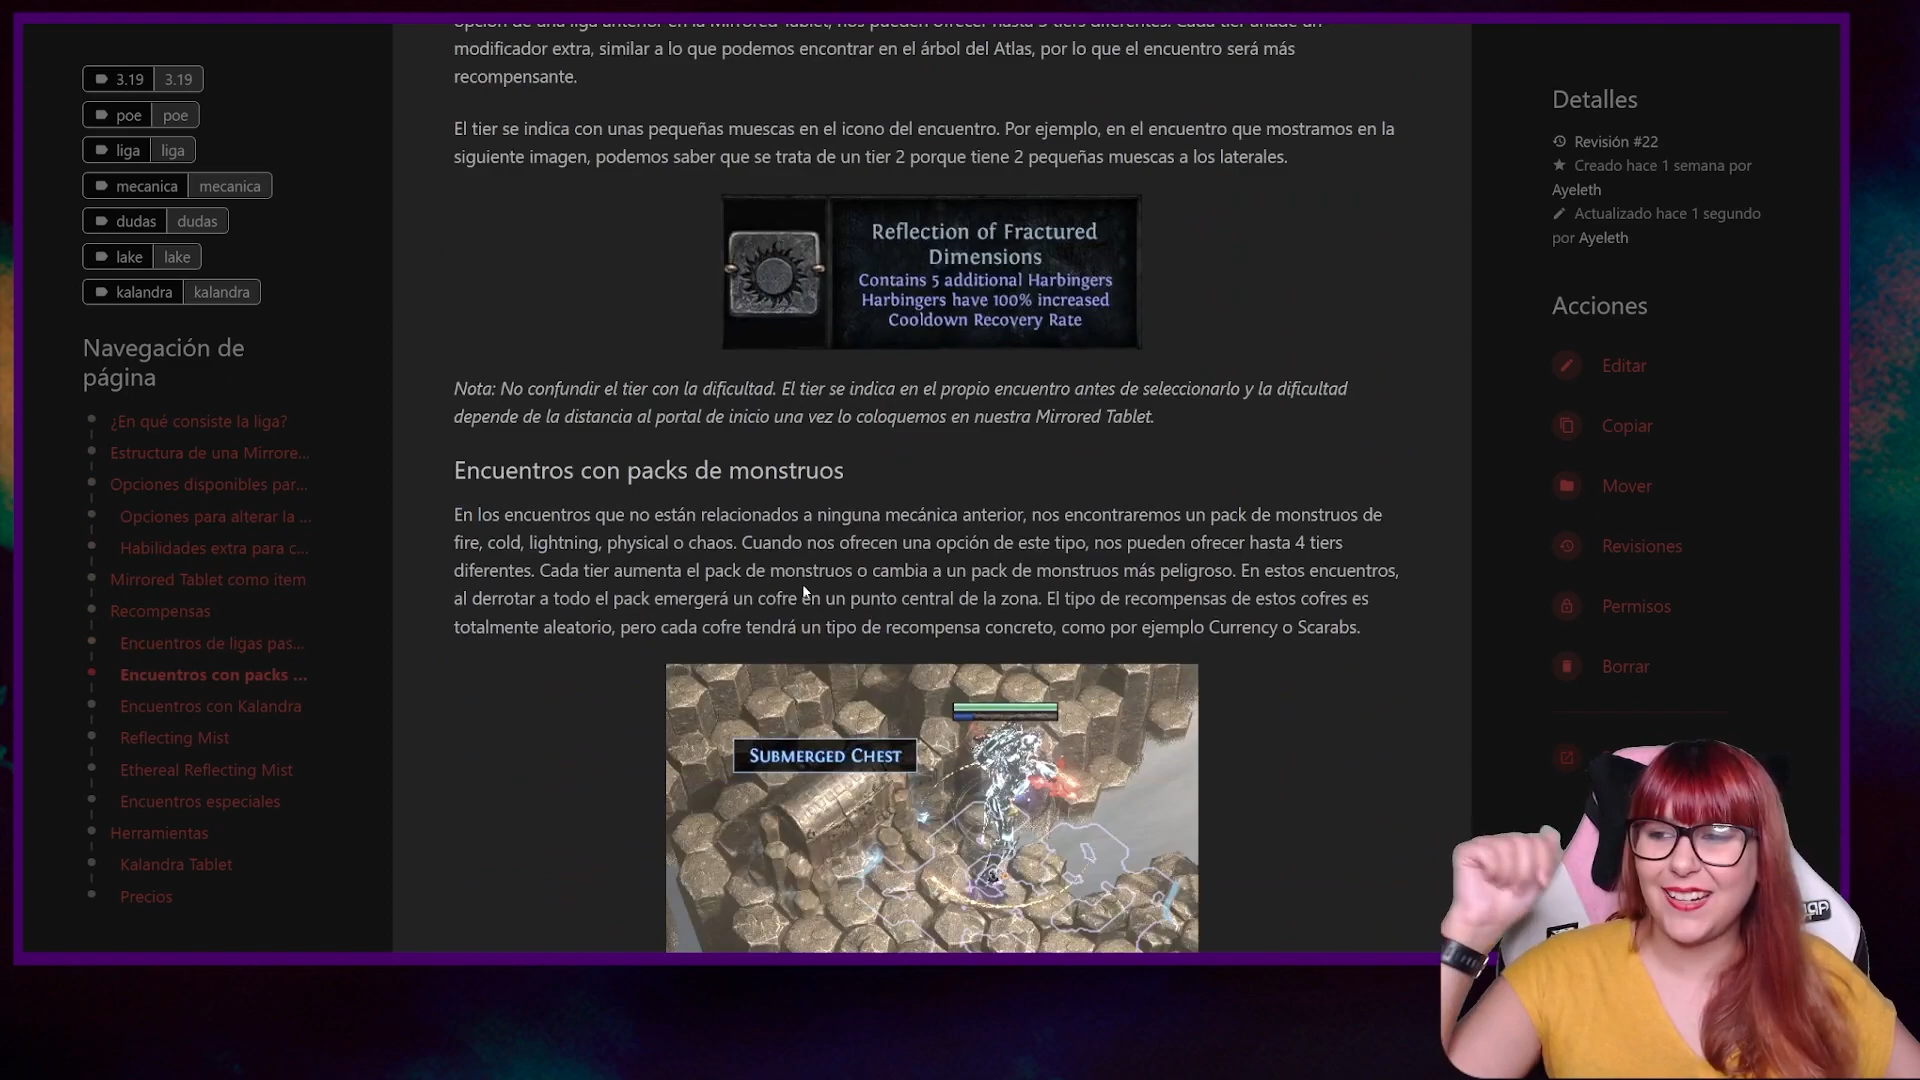 3.19 3.19
poe poe
liga liga
mecanica mecanica
dudas dudas
lake lake
kalandra kalandra
Navegación de
página
¿En qué consiste la liga?
Estructura de una Mirrore...
Opciones disponibles par...
Opciones para alterar la ...
Habilidades extra para c...
Mirrored Tablet como item
Recompensas
Encuentros de ligas pas...
Encuentros con packs ...
Encuentros con Kalandra
Reflecting Mist
Ethereal Reflecting Mist
Encuentros especiales
Herramientas
Kalandra Tablet
Precios
opción de una liga anterior en la Mirrored Tablet, nos pueden ofrecer hasta 3 tiers diferentes. Cada tier añade un
modificador extra, similar a lo que podemos encontrar en el árbol del Atlas, por lo que el encuentro será más
recompensante.
El tier se indica con unas pequeñas muescas en el icono del encuentro. Por ejemplo, en el encuentro que mostramos en la
siguiente imagen, podemos saber que se trata de un tier 2 porque tiene 2 pequeñas muescas a los laterales.
Reflection of Fractured
Dimensions
Contains 5 additional Harbingers
Harbingers have 100% increased
Cooldown Recovery Rate
Nota: No confundir el tier con la dificultad. El tier se indica en el propio encuentro antes de seleccionarlo y la dificultad
depende de la distancia al portal de inicio una vez lo coloquemos en nuestra Mirrored Tablet.
Encuentros con packs de monstruos
En los encuentros que no están relacionados a ninguna mecánica anterior, nos encontraremos un pack de monstruos de
fire, cold, lightning, physical o chaos. Cuando nos ofrecen una opción de este tipo, nos pueden ofrecer hasta 4 tiers
diferentes. Cada tier aumenta el pack de monstruos o cambia a un pack de monstruos más peligroso. En estos encuentros,
al derrotar a todo el pack emergerá un cofre en un punto central de la zona. El tipo de recompensas de estos cofres es
totalmente aleatorio, pero cada cofre tendrá un tipo de recompensa concreto, como por ejemplo Currency o Scarabs.
SUBMERGED CHEST
Detalles
Revisión #22
Creado hace 1 semana por
Ayeleth
Actualizado hace 1 segundo
por Ayeleth
Acciones
Editar
Copiar
Mover
Revisiones
Permisos
Borrar